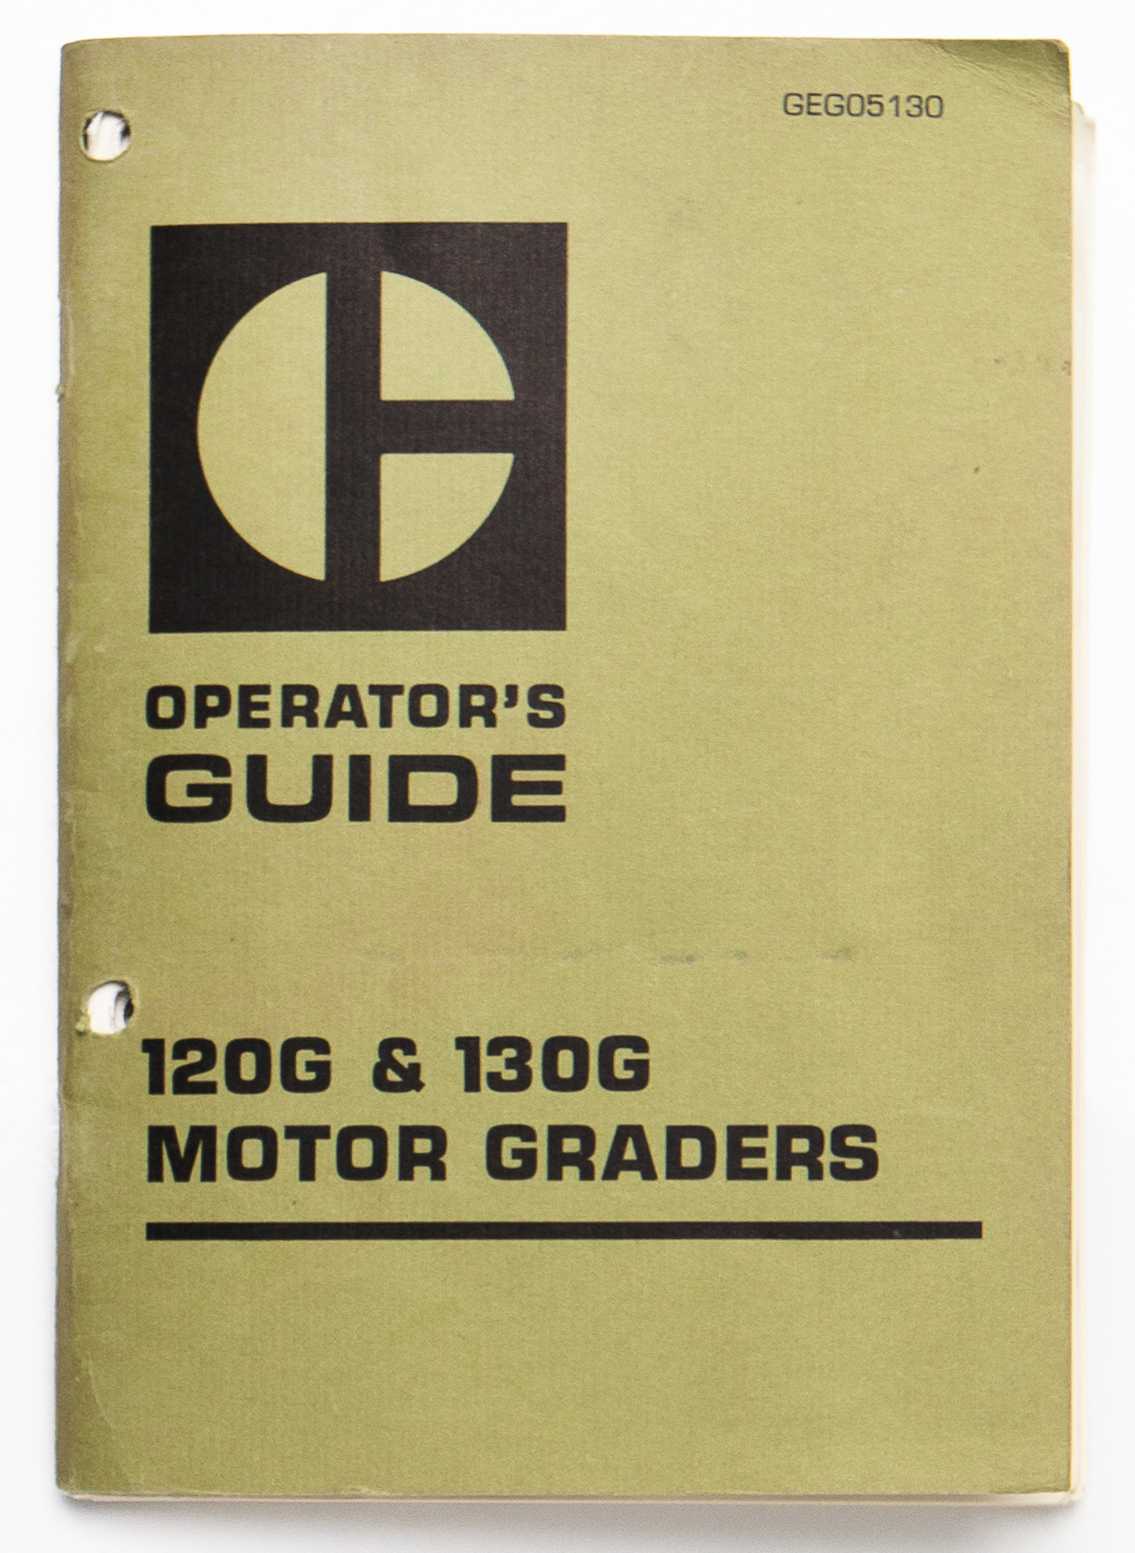 GEG05130
OPERATOR'S
GUIDE
120G & 130G
MOTOR GRADERS